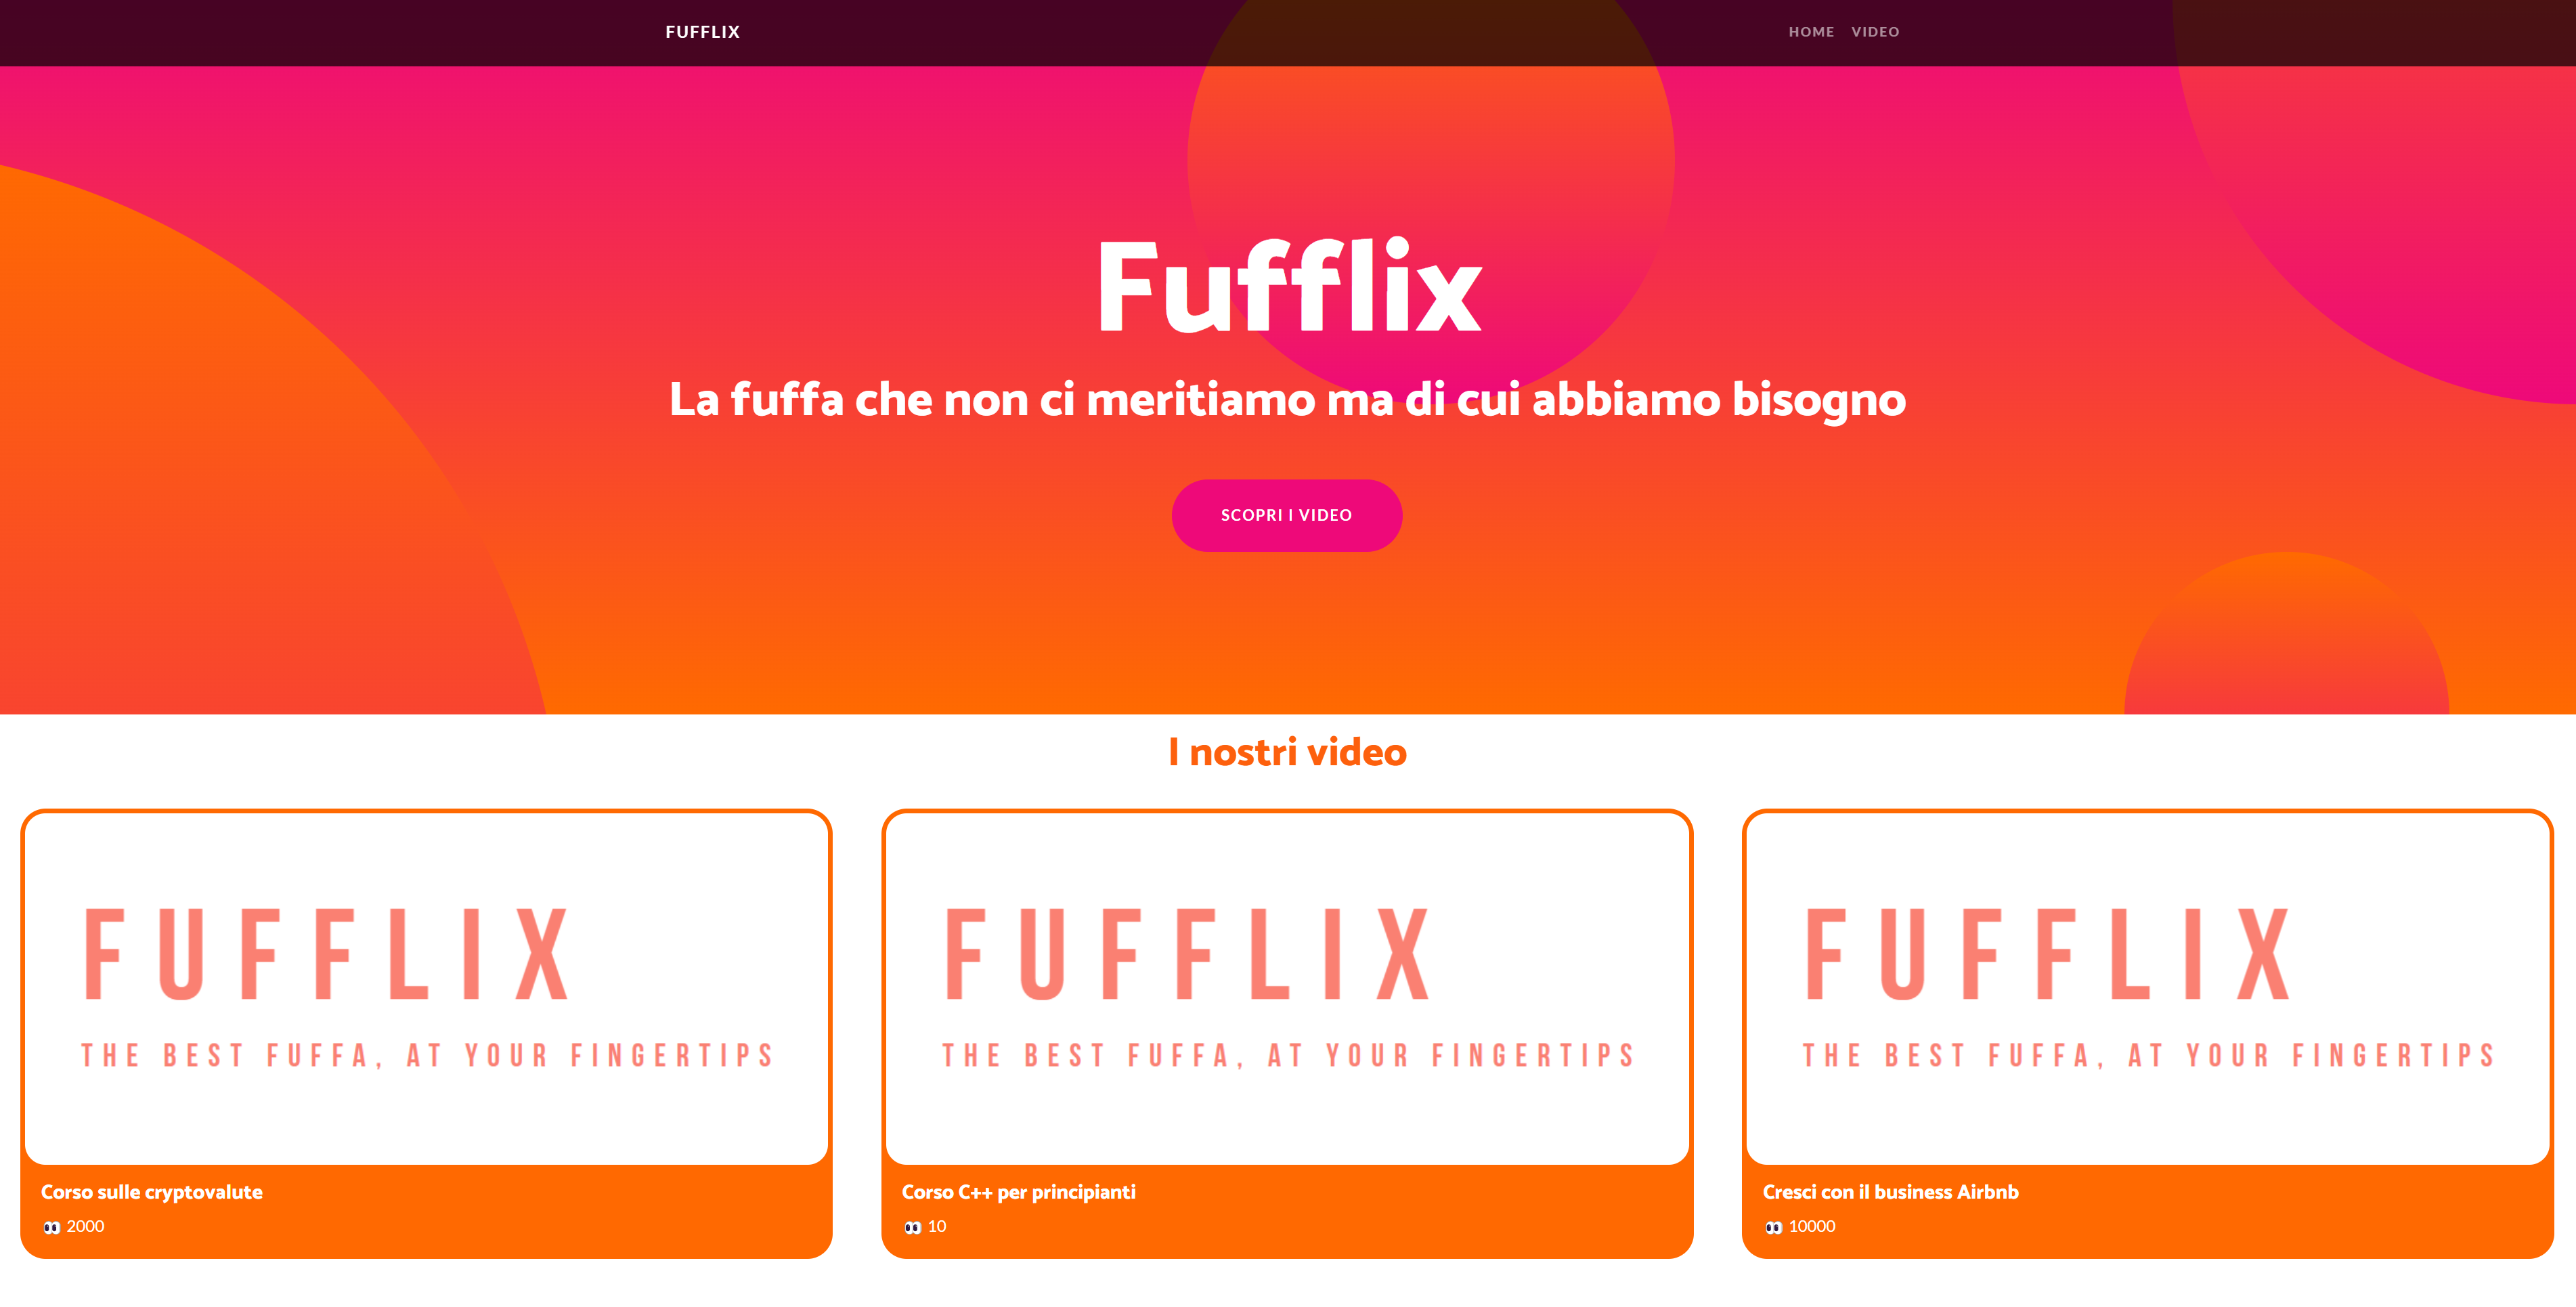 FUFFLIX
HOME VIDEO
Fufflix
La fuffa che non ci meritiamo ma di cui abbiamo bisogno
SCOPRI I VIDEO
I nostri video
FUFFLIX
THE BEST FUFFA, AT YOUR FINGERTIPS
Corso sulle cryptovalute
👀 2000
FUFFLIX
THE BEST FUFFA, AT YOUR FINGERTIPS
Corso C++ per principianti
👀 10
FUFFLIX
THE BEST FUFFA, AT YOUR FINGERTIPS
Cresci con il business Airbnb
👀 10000